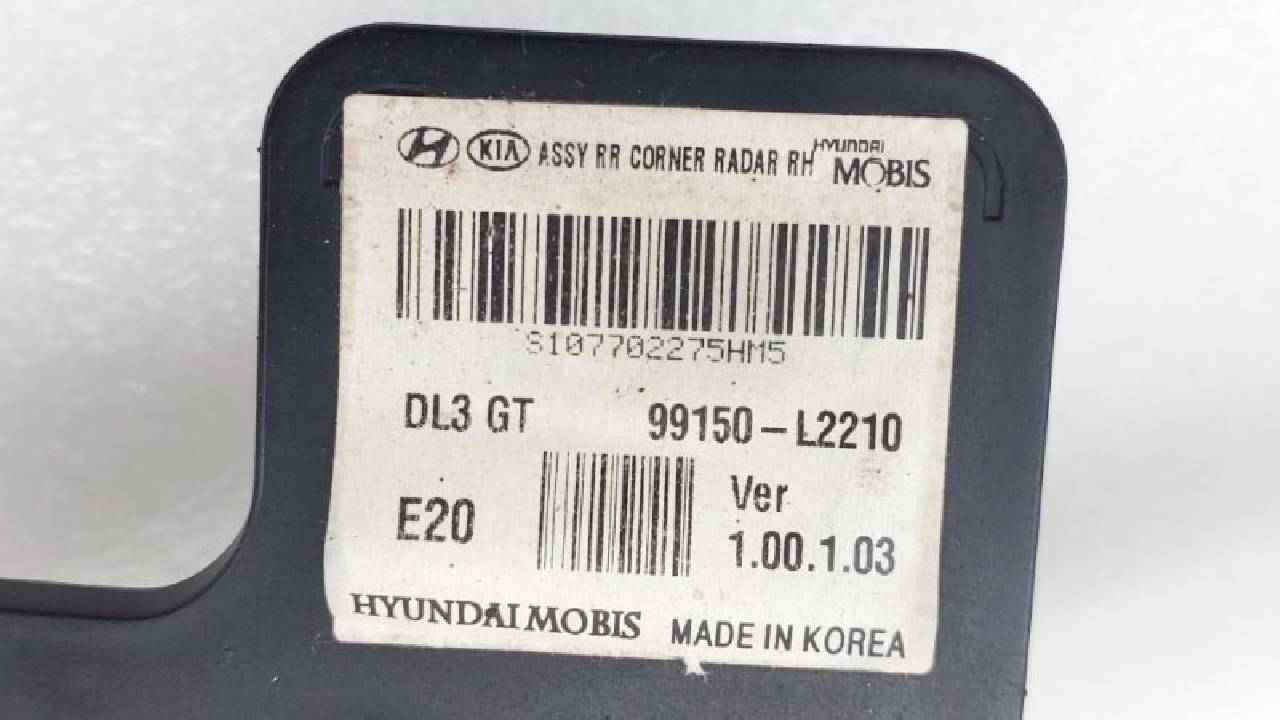 KIA ASSY RR CORNER RADAR RH HYUNDAI MOBIS
S107702275HM5
DL3 GT 99150-L2210
E20 Ver 1.00.1.03
HYUNDAI MOBIS MADE IN KOREA